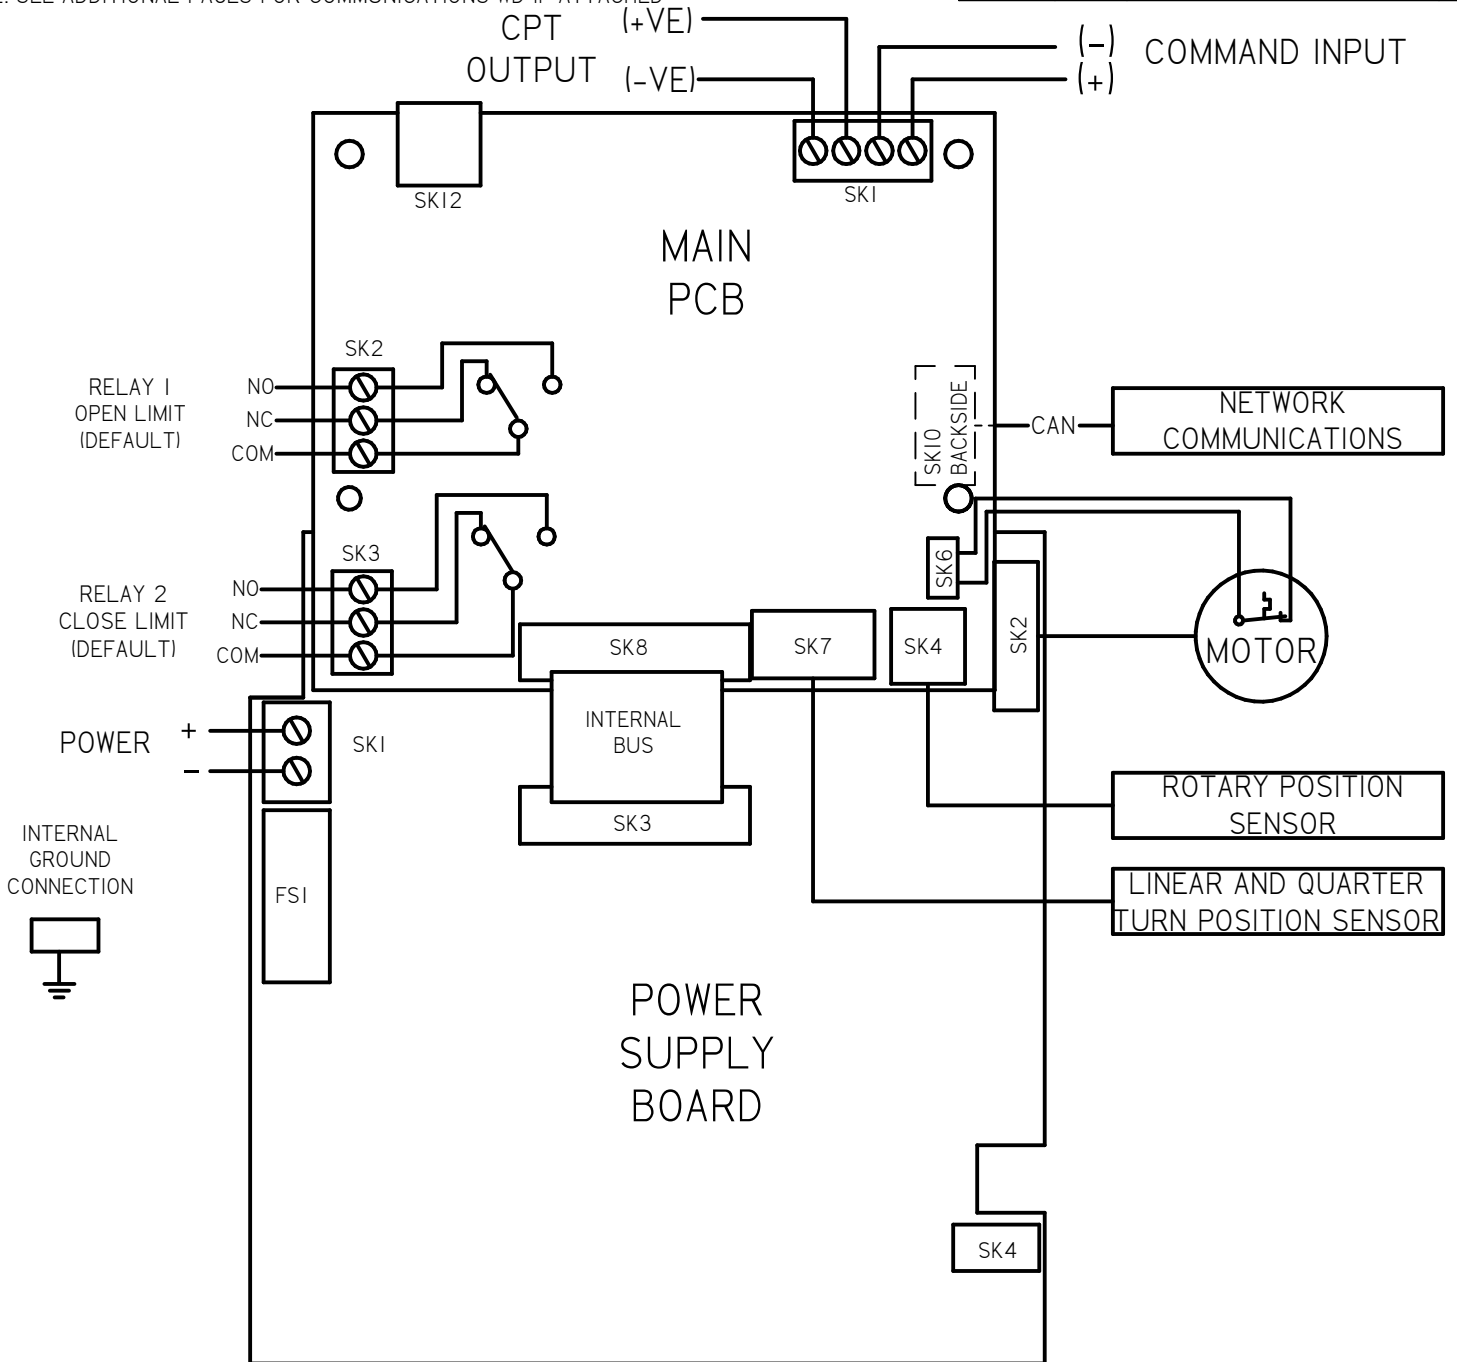 CPT
OUTPUT
(+VE)
(-VE)
(-)
(+)
COMMAND INPUT
SK12
SK1
MAIN
PCB
SK2
RELAY 1
OPEN LIMIT
(DEFAULT)
NO
NC
COM
SK10
BACKSIDE
CAN
NETWORK
COMMUNICATIONS
SK3
RELAY 2
CLOSE LIMIT
(DEFAULT)
NO
NC
COM
SK6
SK2
MOTOR
SK8
SK7
SK4
INTERNAL
BUS
SK3
POWER
+
-
SK1
ROTARY POSITION
SENSOR
LINEAR AND QUARTER
TURN POSITION SENSOR
INTERNAL
GROUND
CONNECTION
FS1
POWER
SUPPLY
BOARD
SK4